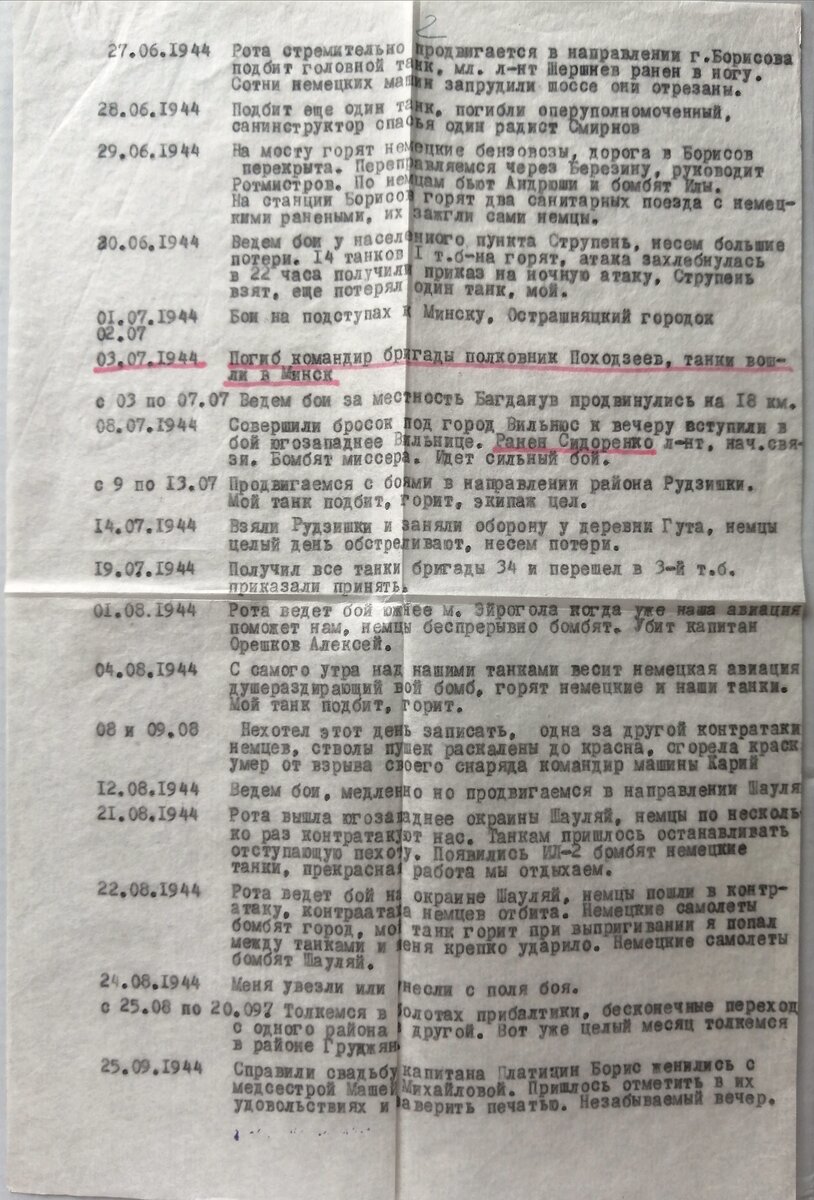 2
27.06.1944 Рота стремительно продвигается в направлении г.Борисова
подбит головной танк, мл. л-нт Шершнев ранен в ногу.
Сотни немецких машин запрудили шоссе они отрезаны.
28.06.1944 Подбит еще один танк, погибли оперуполномоченный,
санинструктор спасья один радист Смирнов
29.06.1944 На мосту горят немецкие бензовозы, дорога в Борисов
перекрыта. Переправляемся через Березину, руководит
Ротмистров. По немцам бьют Андрюши и бомбят Илы.
На станции Борисов горят два санитарных поезда с немец-
кими ранеными, их зажгли сами немцы.
30.06.1944 Ведем бои у населенного пункта Струпень, несем большие
потери. 14 танков I т.б-на горят, атака захлебнулась
в 22 часа получили приказ на ночную атаку, Струпень
взят, еще потерял один танк, мой.
01.07.1944 Бои на подступах к Минску, Острашняцкий городок
02.07
03.07.1944 Погиб командир бригады полковник Походзеев, танки вош-
ли в Минск
с 03 по 07.07 Ведем бои за местность Багданув продвинулись на 18 км.
08.07.1944 Совершили бросок под город Вильнюс к вечеру вступили в
бой югозападнее Вильнице. Ранен Сидоренко л-нт, нач.свя-
зи. Бомбят миссера. Идет сильный бой.
с 9 по 13.07 Продвигаемся с боями в направлении района Рудзишки.
Мой танк подбит, горит, экипаж цел.
14.07.1944 Взяли Рудзишки и заняли оборону у деревни Гута, немцы
целый день обстреливают, несем потери.
19.07.1944 Получил все танки бригады 34 и перешел в 3-й т.б.
приказали принять.
01.08.1944 Рота ведет бой южнее м. Эйрогола когда уже наша авиация
поможет нам, немцы беспрерывно бомбят. Убит капитан
Орешков Алексей.
04.08.1944 С самого утра над нашими танками весит немецкая авиация
душераздирающий вой бомб, горят немецкие и наши танки.
Мой танк подбит, горит.
08 и 09.08 Нехотел этот день записать, одна за другой контратаки
немцев, стволы пушек раскалены до красна, сгорела краск
умер от взрыва своего снаряда командир машины Карий
12.08.1944 Ведем бои, медленно но продвигаемся в направлении Шауля
21.08.1944 Рота вышла югозападнее окраины Шауляй, немцы по несколь
ко раз контратакуют нас. Танкам пришлось останавливать
отступающую пехоту. Появились ИЛ-2 бомбят немецкие
танки, прекрасная работа мы отдыхаем.
22.08.1944 Рота ведет бой на окраине Шауляй, немцы пошли в контр-
атаку, контраатака немцев отбита. Немецкие самолеты
бомбят город, мо танк горит при выпригивании я попал
между танками и меня крепко ударило. Немецкие самолеты
бомбят Шауляй.
24.08.1944 Меня увезли или унесли с поля боя.
с 25.08 по 20.09? Толкемся в болотах прибалтики, бесконечные переход
с одного района в другой. Вот уже целый месяц толкемся
в районе Груджян
25.09.1944 Справили свадьбу капитана Платицин Борис женились с
медсестрой Машей Михайловой. Пришлось отметить в их
удовольствиях и заверить печатью. Незабываемый вечер.